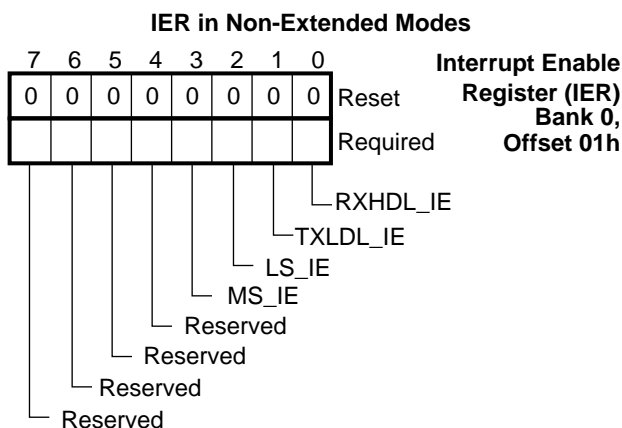 IER in Non-Extended Modes
7 6 5 4 3 2 1 0
Interrupt Enable
Register (IER)
Bank 0,
Offset 01h
0 0 0 0 0 0 0 0 Reset
Required
RXHDL_IE
TXLDL_IE
LS_IE
MS_IE
Reserved
Reserved
Reserved
Reserved